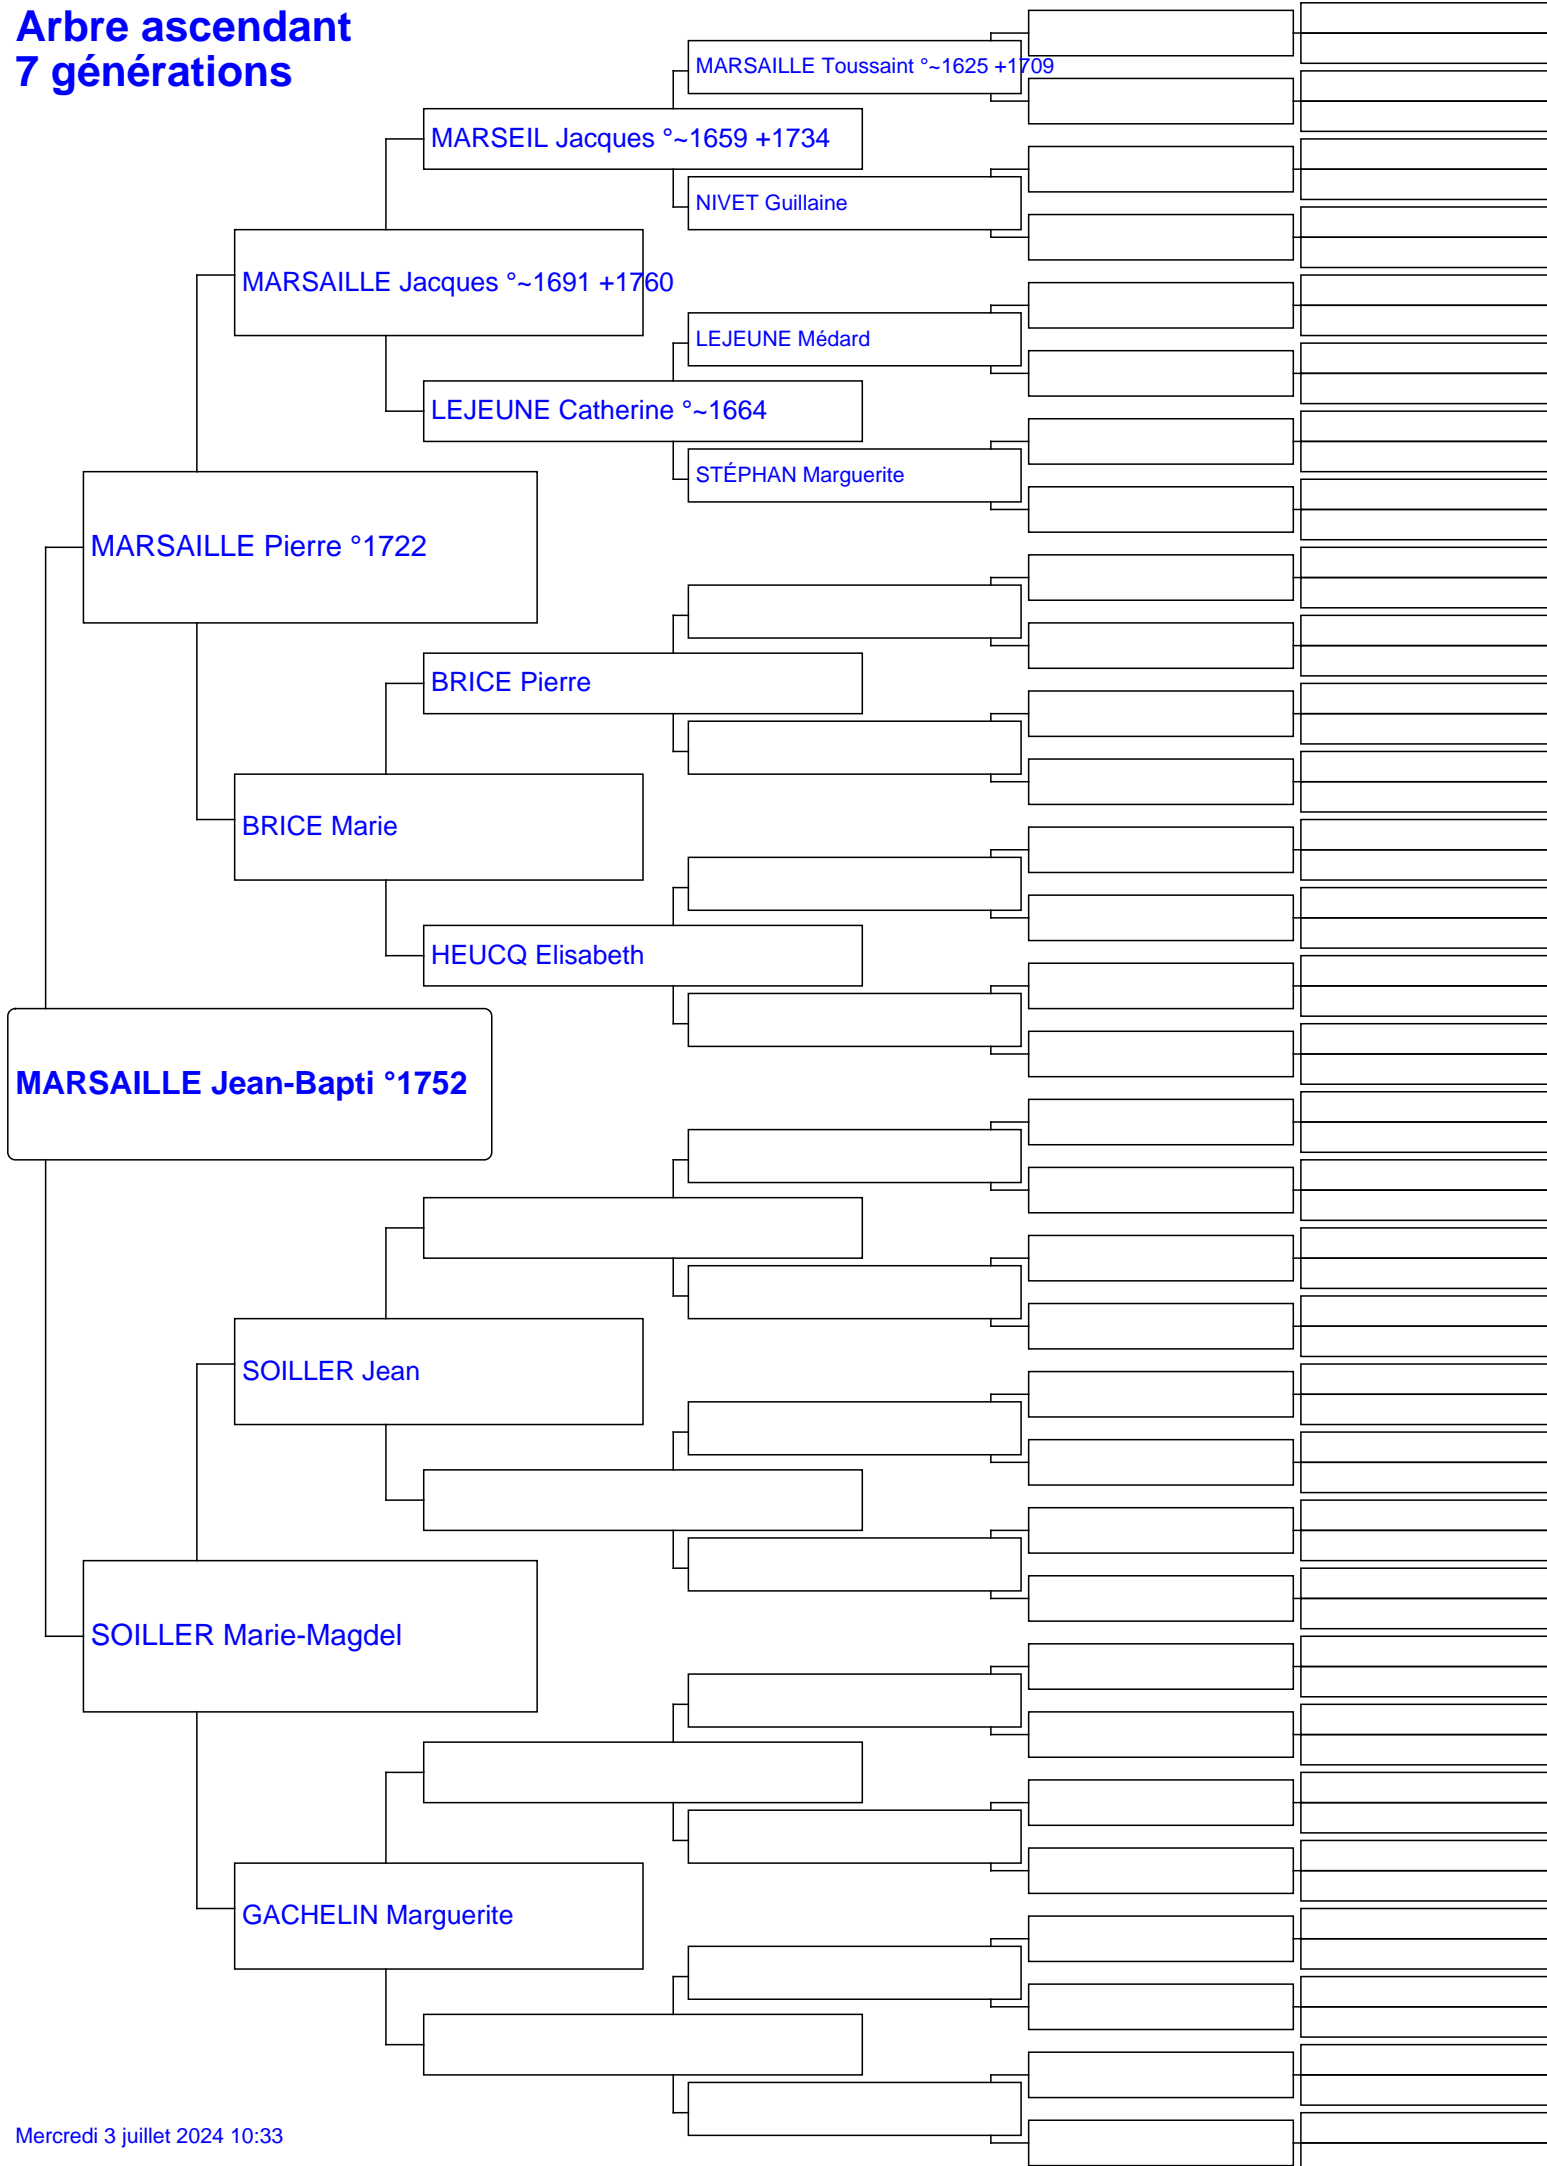 Arbre ascendant
7 générations
MARSAILLE Toussaint °~1625 +1709
MARSEIL Jacques °~1659 +1734
NIVET Guillaine
MARSAILLE Jacques °~1691 +1760
LEJEUNE Médard
LEJEUNE Catherine °~1664
STÉPHAN Marguerite
MARSAILLE Pierre °1722
BRICE Pierre
BRICE Marie
HEUCQ Elisabeth
MARSAILLE Jean-Bapti °1752
SOILLER Jean
SOILLER Marie-Magdel
GACHELIN Marguerite
Mercredi 3 juillet 2024 10:33